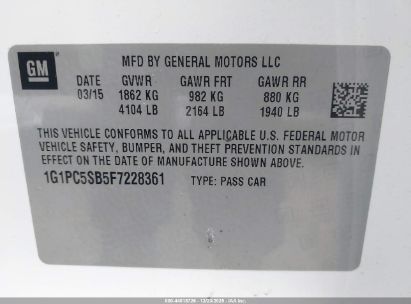 GM
MFD BY GENERAL MOTORS LLC
DATE GVWR GAWR FRT GAWR RR
03/15 1862 KG 982 KG 880 KG
4104 LB 2164 LB 1940 LB
THIS VEHICLE CONFORMS TO ALL APPLICABLE U.S. FEDERAL MOTOR
VEHICLE SAFETY, BUMPER, AND THEFT PREVENTION STANDARDS IN
EFFECT ON THE DATE OF MANUFACTURE SHOWN ABOVE.
1G1PC5SB5F7228361 TYPE: PASS CAR